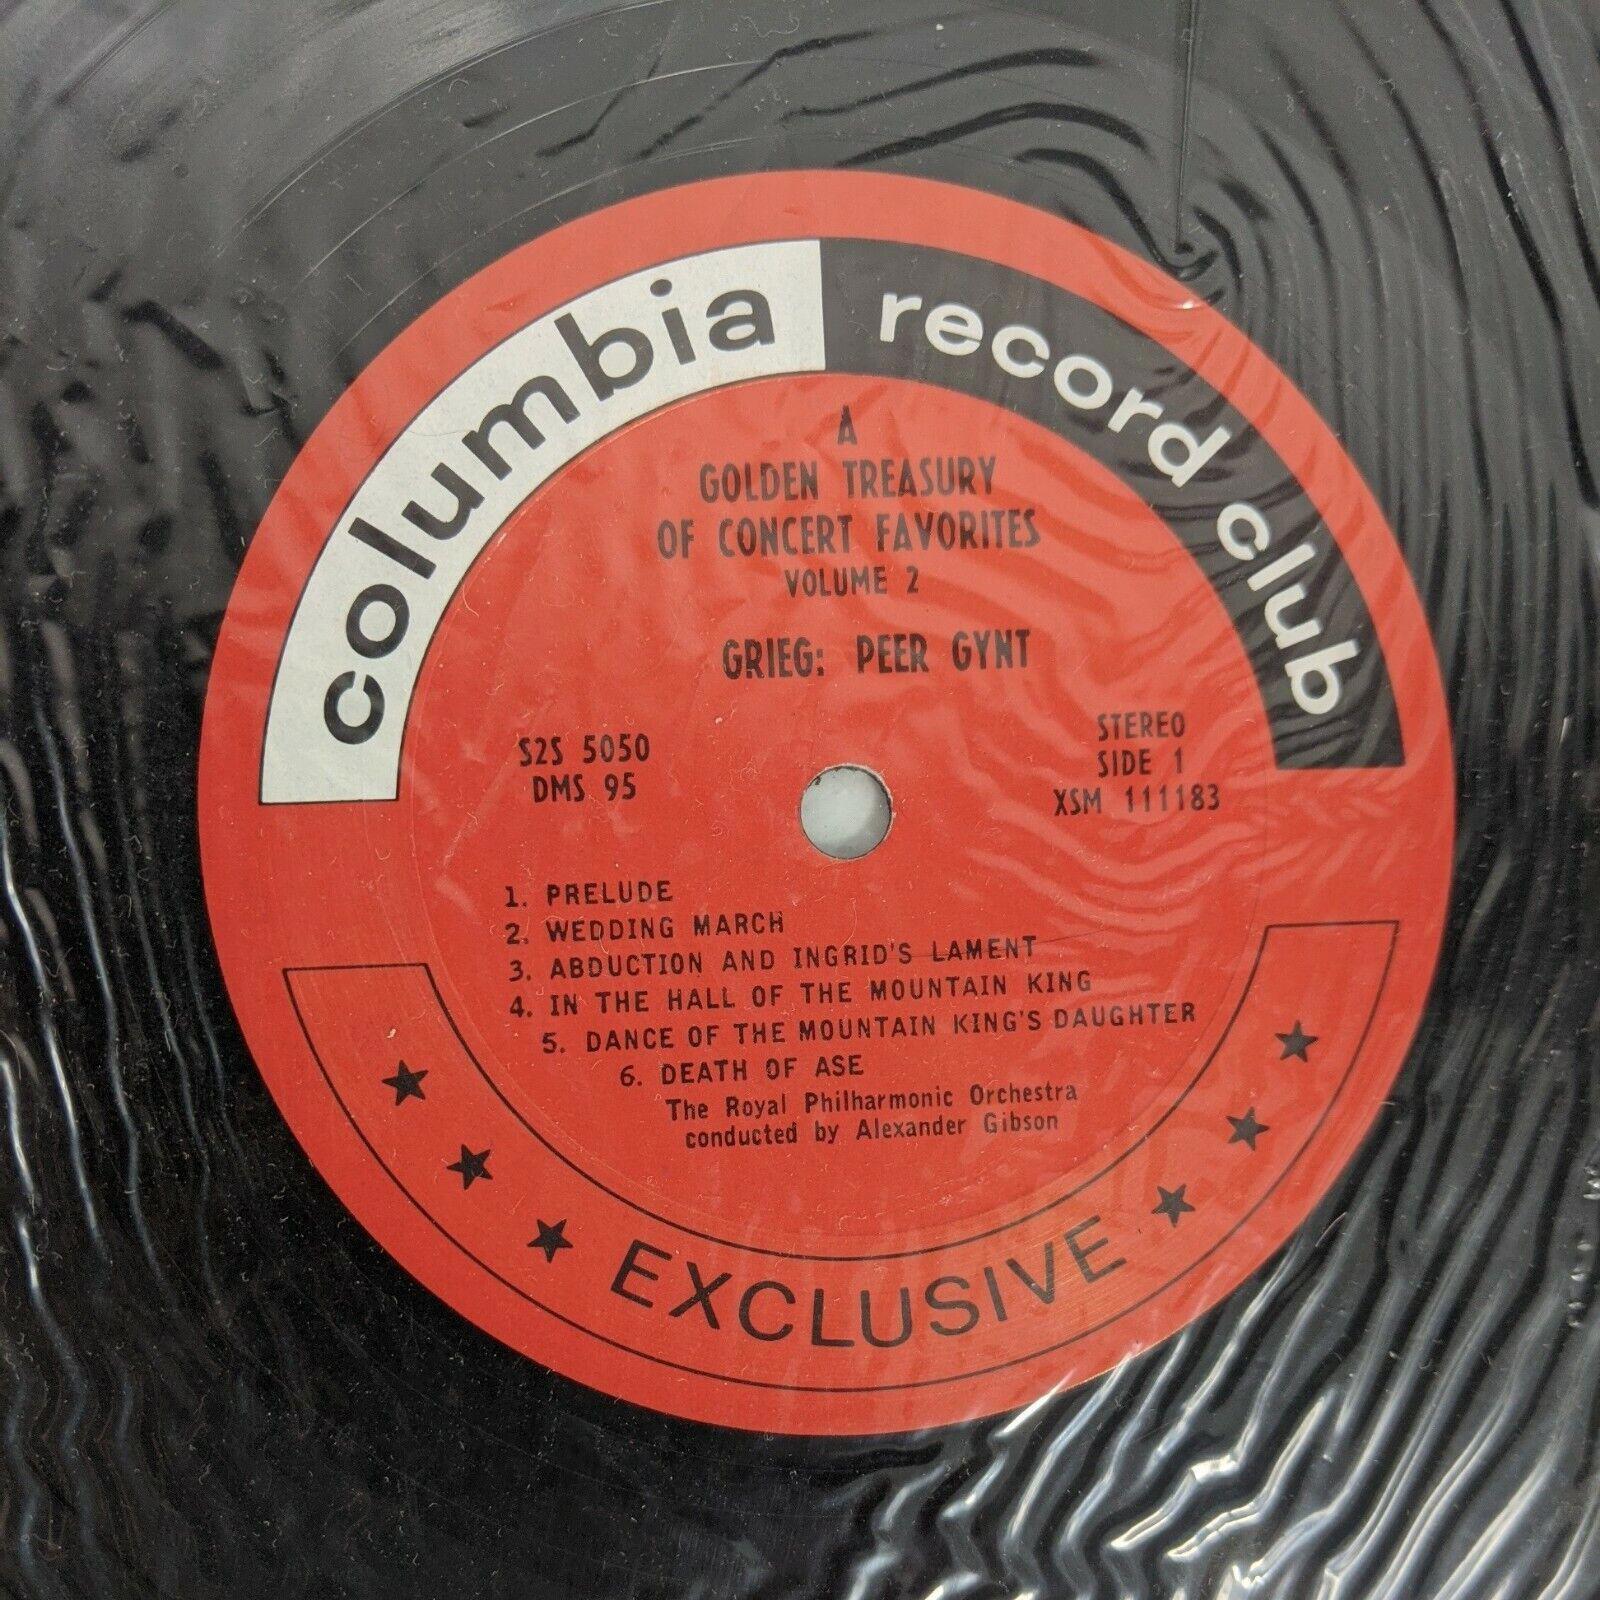 columbia record club
A
GOLDEN TREASURY
OF CONCERT FAVORITES
VOLUME 2
GRIEG: PEER GYNT
S2S 5050
DMS 95
STEREO
SIDE 1
XSM 111183
1. PRELUDE
2. WEDDING MARCH
3. ABDUCTION AND INGRID'S LAMENT
4. IN THE HALL OF THE MOUNTAIN KING
5. DANCE OF THE MOUNTAIN KING'S DAUGHTER
6. DEATH OF ASE
The Royal Philharmonic Orchestra
conducted by Alexander Gibson
★ ★ ★ EXCLUSIVE ★ ★ ★